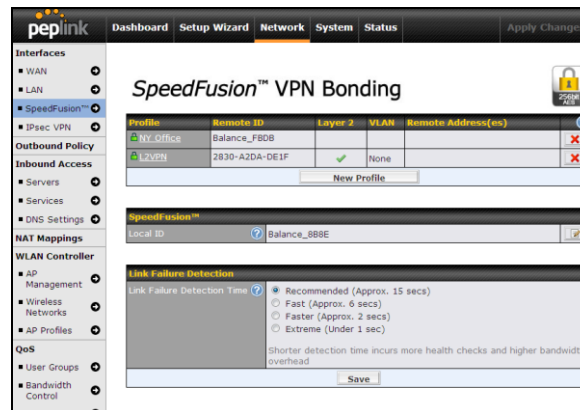 peplink
Dashboard Setup Wizard Network System Status Apply Change
Interfaces
WAN
LAN
SpeedFusion™
IPsec VPN
Outbound Policy
Inbound Access
Servers
Services
DNS Settings
NAT Mappings
WLAN Controller
AP
Management
Wireless
Networks
AP Profiles
QoS
User Groups
Bandwidth
Control
SpeedFusion™ VPN Bonding
256bit
AES
Profile Remote ID Layer 2 VLAN Remote Address(es)
NY Office Balance_FBDB
L2VPN 2830-A2DA-DE1F None
New Profile
SpeedFusion™
Local ID Balance_8B8E
Link Failure Detection
Link Failure Detection Time Recommended (Approx. 15 secs)
Fast (Approx. 6 secs)
Faster (Approx. 2 secs)
Extreme (Under 1 sec)
Shorter detection time incurs more health checks and higher bandwidt
overhead
Save